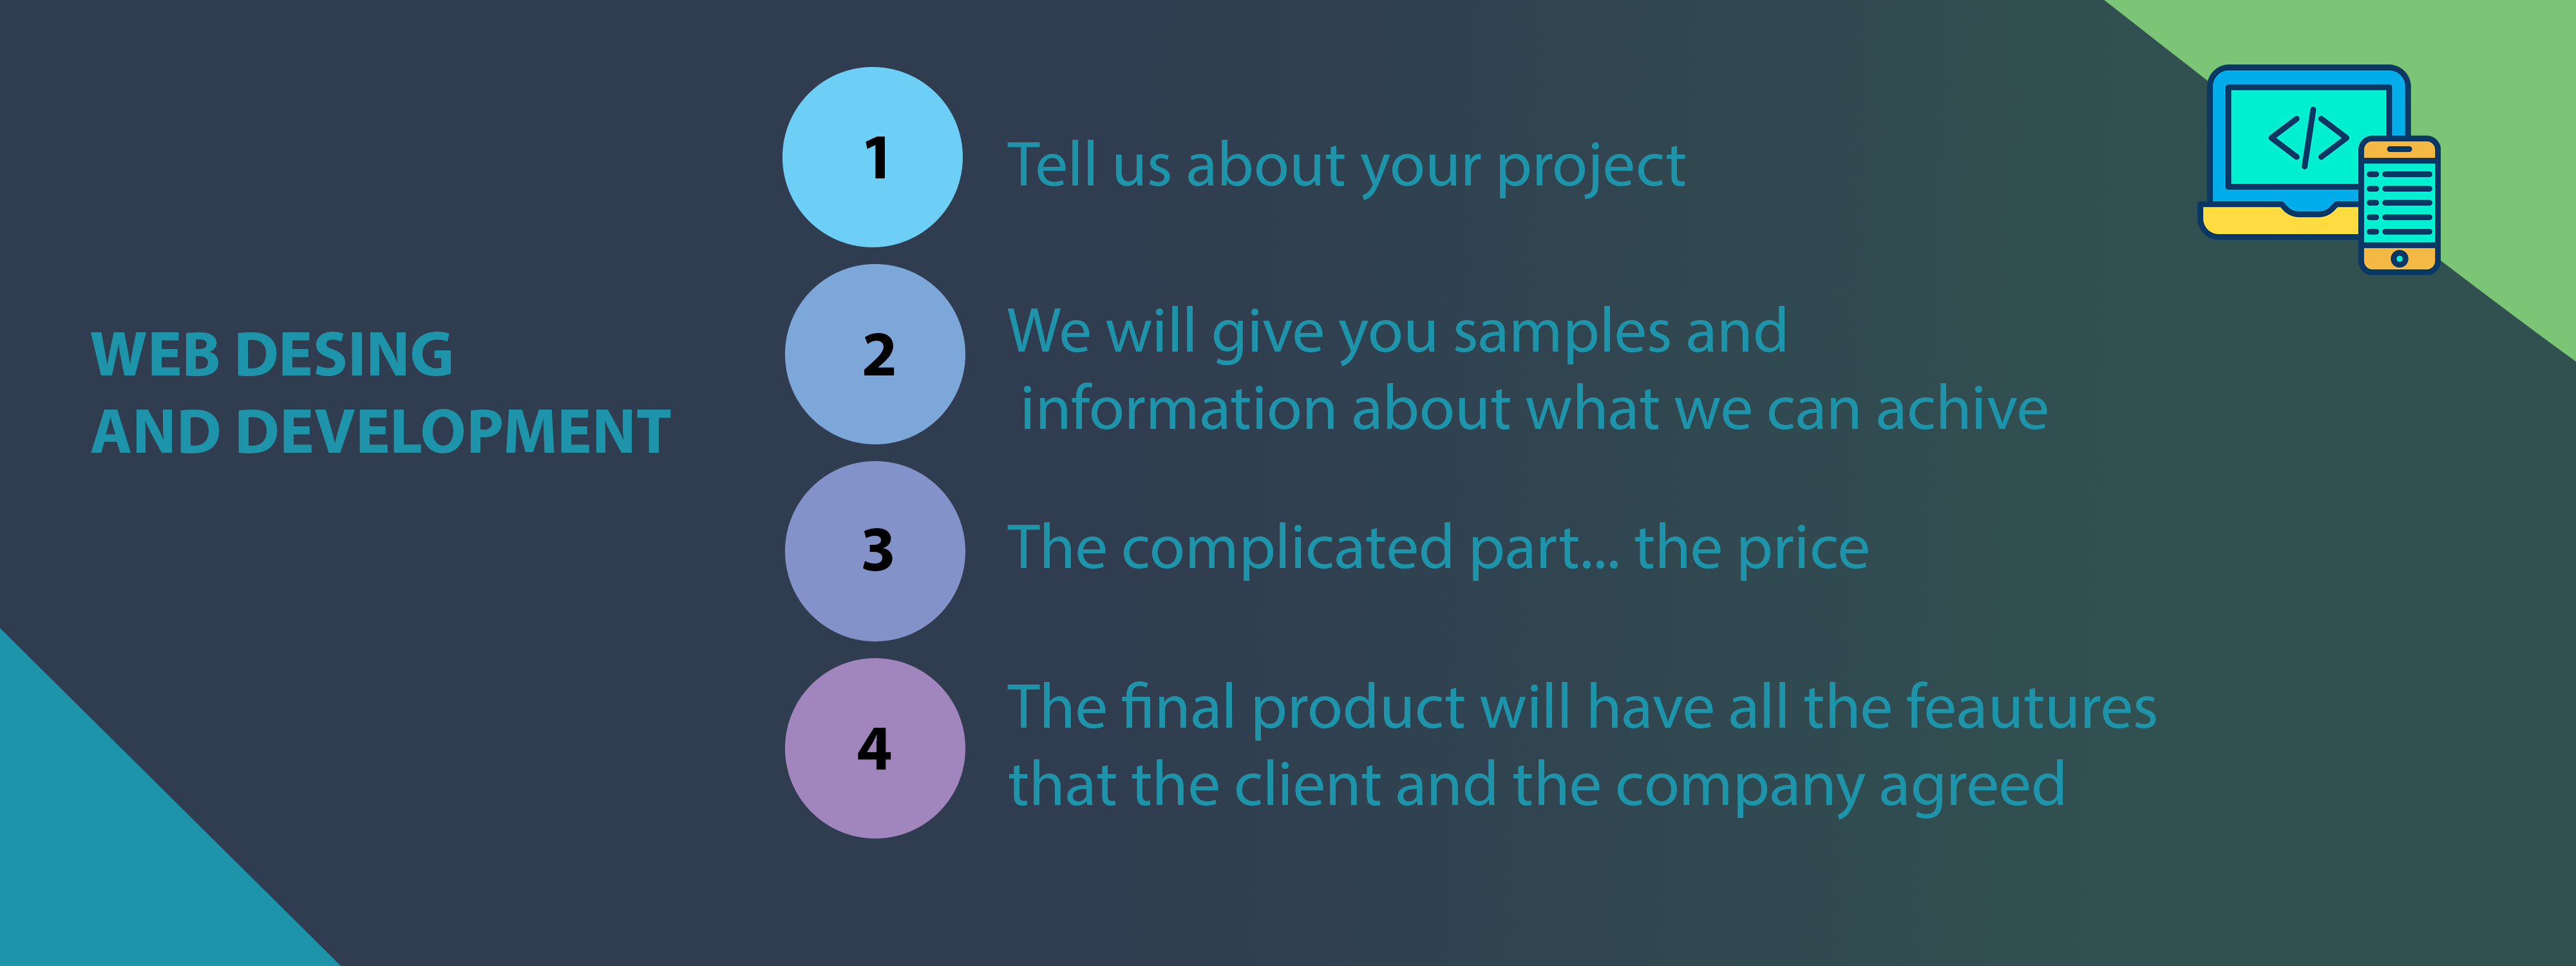 WEB DESING
AND DEVELOPMENT
1
Tell us about your project
2
We will give you samples and
information about what we can achive
3
The complicated part... the price
4
The final product will have all the feautures
that the client and the company agreed
</>